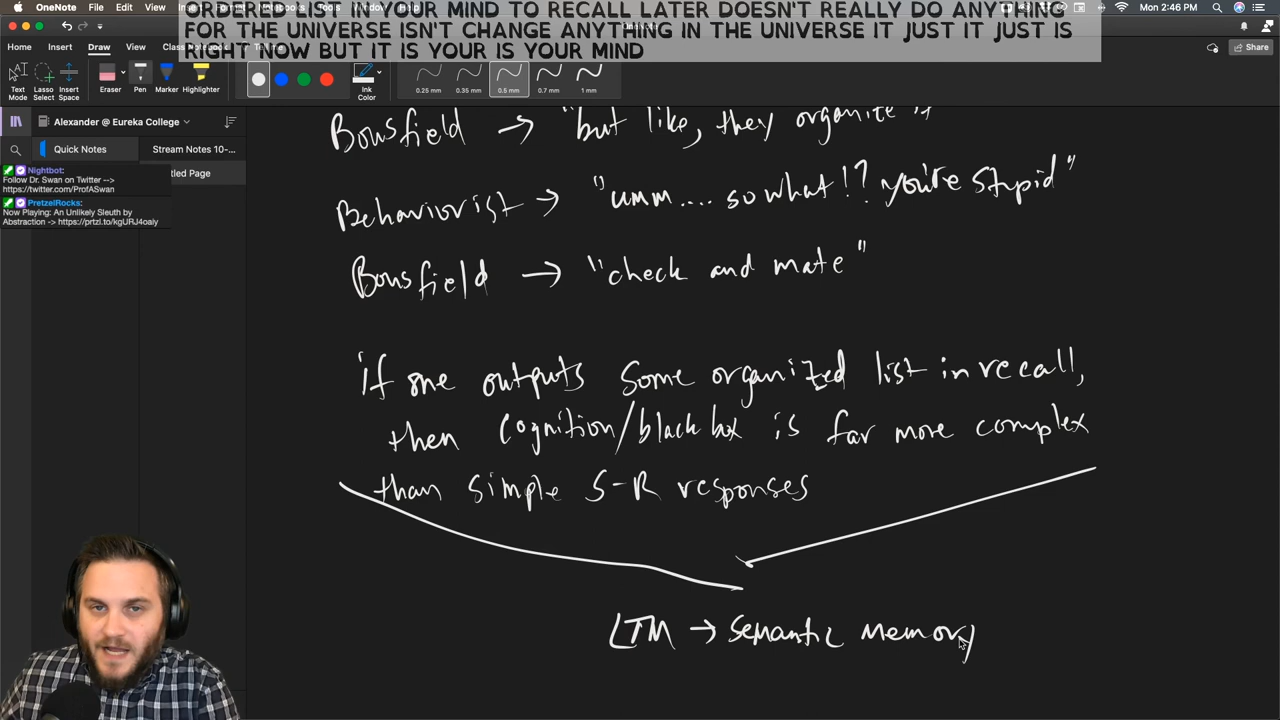 OneNote File Edit View
Mon 2:46 PM
ORDERED LIST IN YOUR MIND TO RECALL LATER DOESN'T REALLY DO ANYTHING
FOR THE UNIVERSE ISN'T CHANGE ANYTHING IN THE UNIVERSE IT JUST IT JUST IS
RIGHT NOW BUT IT IS YOUR IS YOUR MIND
Home Insert Draw View
Share
Text Mode
Lasso Select
Insert Space
Eraser
Pen
Marker
Highlighter
Ink Color
0.25 mm 0.35 mm 0.5 mm 0.7 mm 1 mm
Alexander @ Eureka College
Quick Notes
Stream Notes 10-...
Nightbot:
Follow Dr. Swan on Twitter -->
https://twitter.com/ProfASwan
PretzelRocks:
Now Playing: An Unlikely Sleuth by
Abstraction -> https://prtzl.to/kgURJ4oaIy
Page
Bousfield → "but like, they organize it
Behaviorist → "umm.... so what!? you're stupid"
Bousfield → "check and mate"
if one outputs some organized list in recall,
then cognition/black box is far more complex
than simple S-R responses
LTM → Semantic Memory